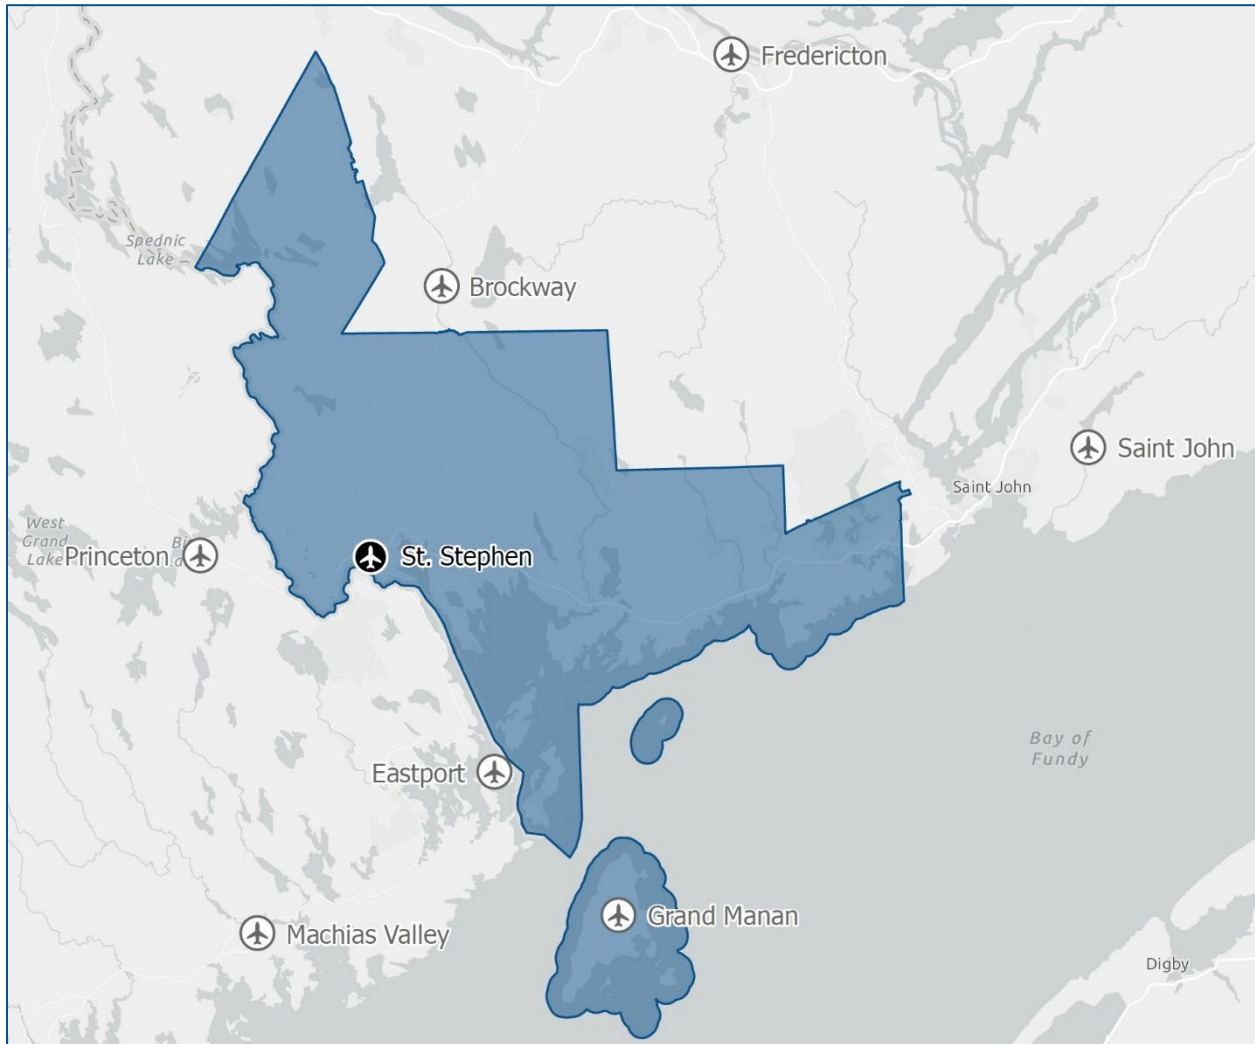 Fredericton
Spednic
Lake
Brockway
Saint John
Saint John
West
Grand
Lake
Princeton
St. Stephen
Bay of
Fundy
Eastport
Grand Manan
Machias Valley
Digby